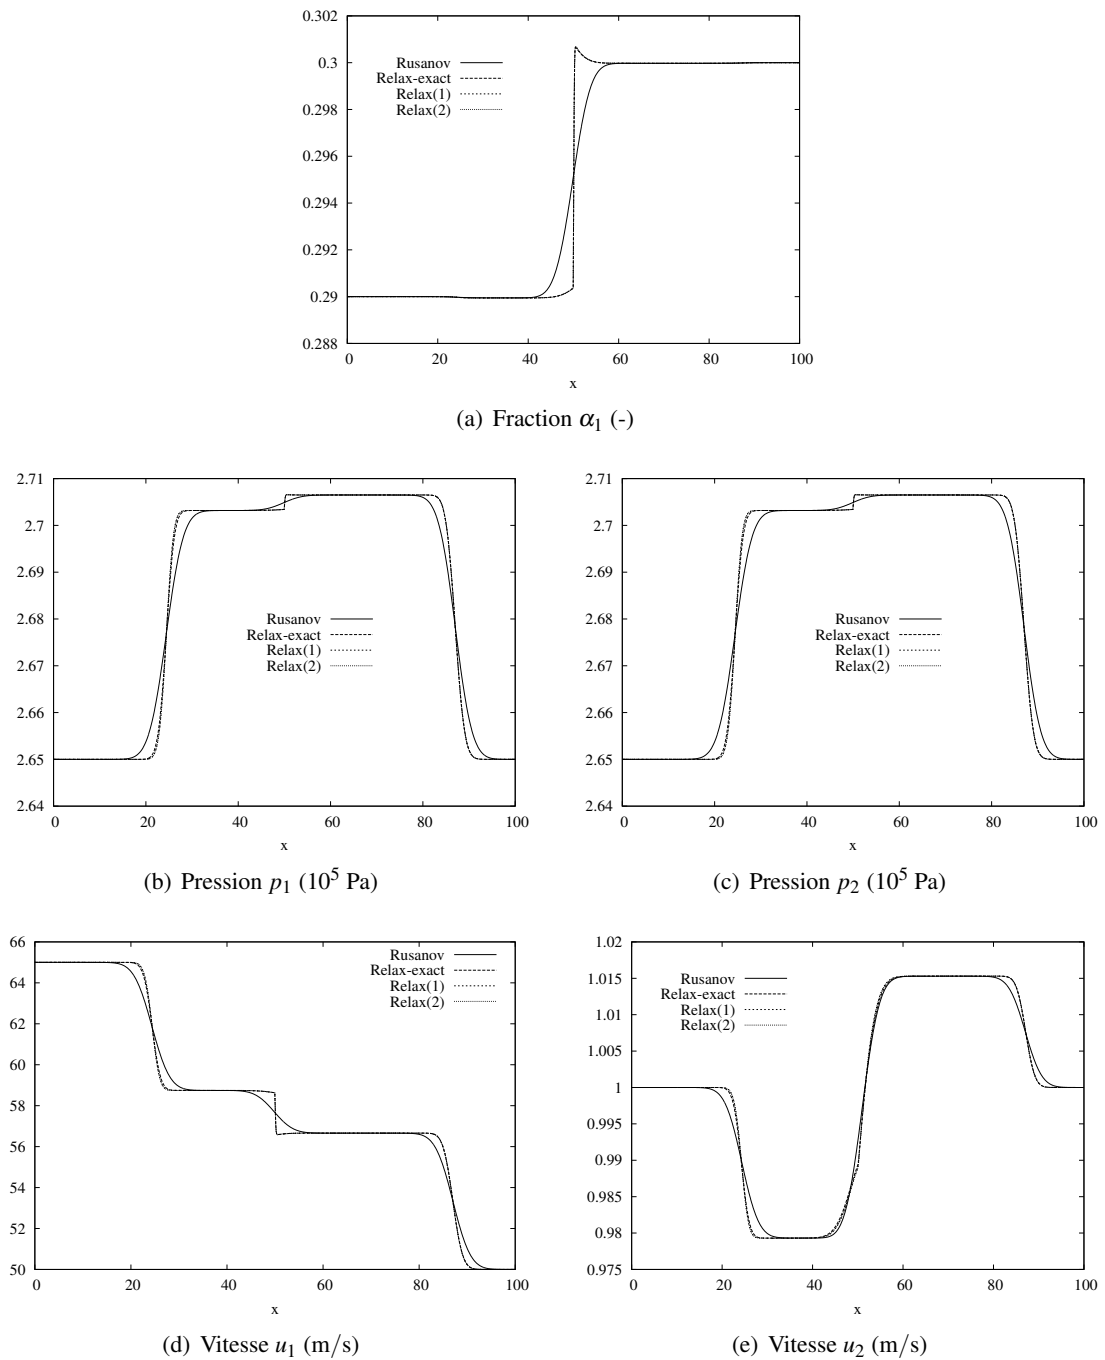 0.302
0.3
0.298
0.296
0.294
0.292
0.29
0.288
Rusanov
Relax-exact
Relax(1)
Relax(2)
0 20 40 60 80 100
x
(a) Fraction α₁ (-)
2.71
2.7
2.69
2.68
2.67
2.66
2.65
2.64
Rusanov
Relax-exact
Relax(1)
Relax(2)
0 20 40 60 80 100
x
(b) Pression p₁ (10⁵ Pa)
2.71
2.7
2.69
2.68
2.67
2.66
2.65
2.64
Rusanov
Relax-exact
Relax(1)
Relax(2)
0 20 40 60 80 100
x
(c) Pression p₂ (10⁵ Pa)
66
64
62
60
58
56
54
52
50
Rusanov
Relax-exact
Relax(1)
Relax(2)
0 20 40 60 80 100
x
(d) Vitesse u₁ (m/s)
1.02
1.015
1.01
1.005
1
0.995
0.99
0.985
0.98
0.975
Rusanov
Relax-exact
Relax(1)
Relax(2)
0 20 40 60 80 100
x
(e) Vitesse u₂ (m/s)